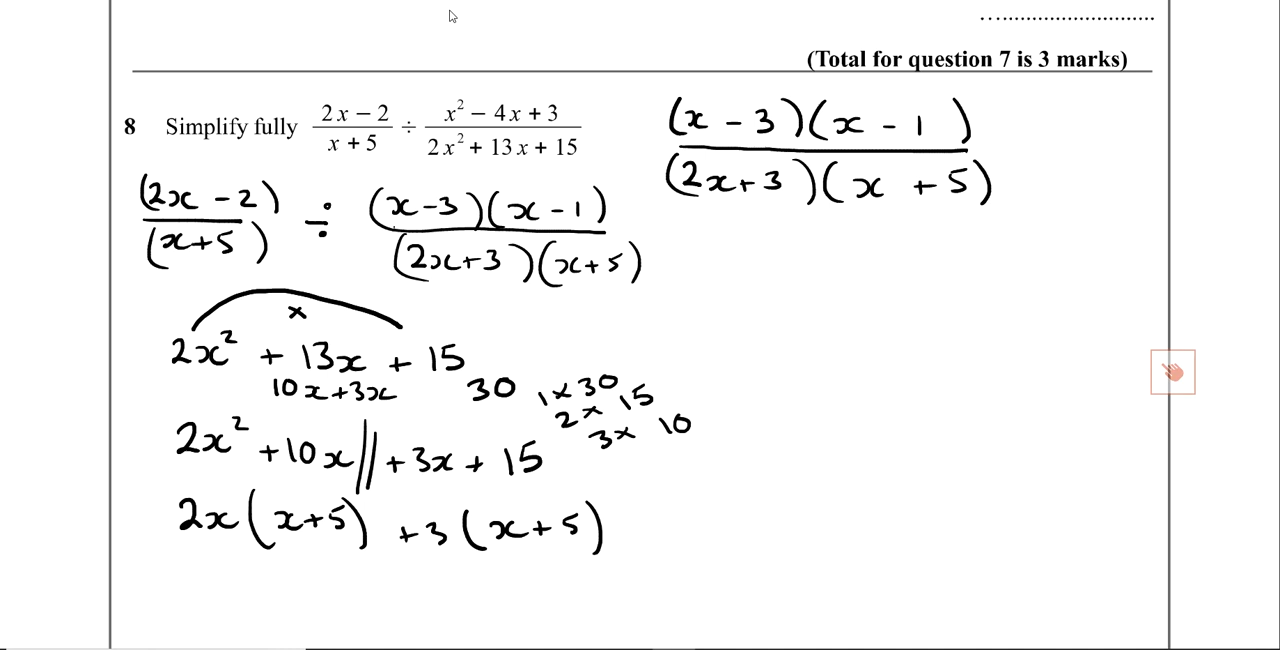 (Total for question 7 is 3 marks)
8 Simplify fully (2x − 2)/(x + 5) ÷ (x² − 4x + 3)/(2x² + 13x + 15)
(x - 3)(x - 1)
(2x+3)(x + 5)
(2x - 2)/(x+5) ÷ (x-3)(x-1)/(2x+3)(x+5)
×
2x² + 13x + 15
10x+3x 30 1×30
2× 15
3× 10
2x² +10x || +3x + 15
2x(x+5) +3(x+5)